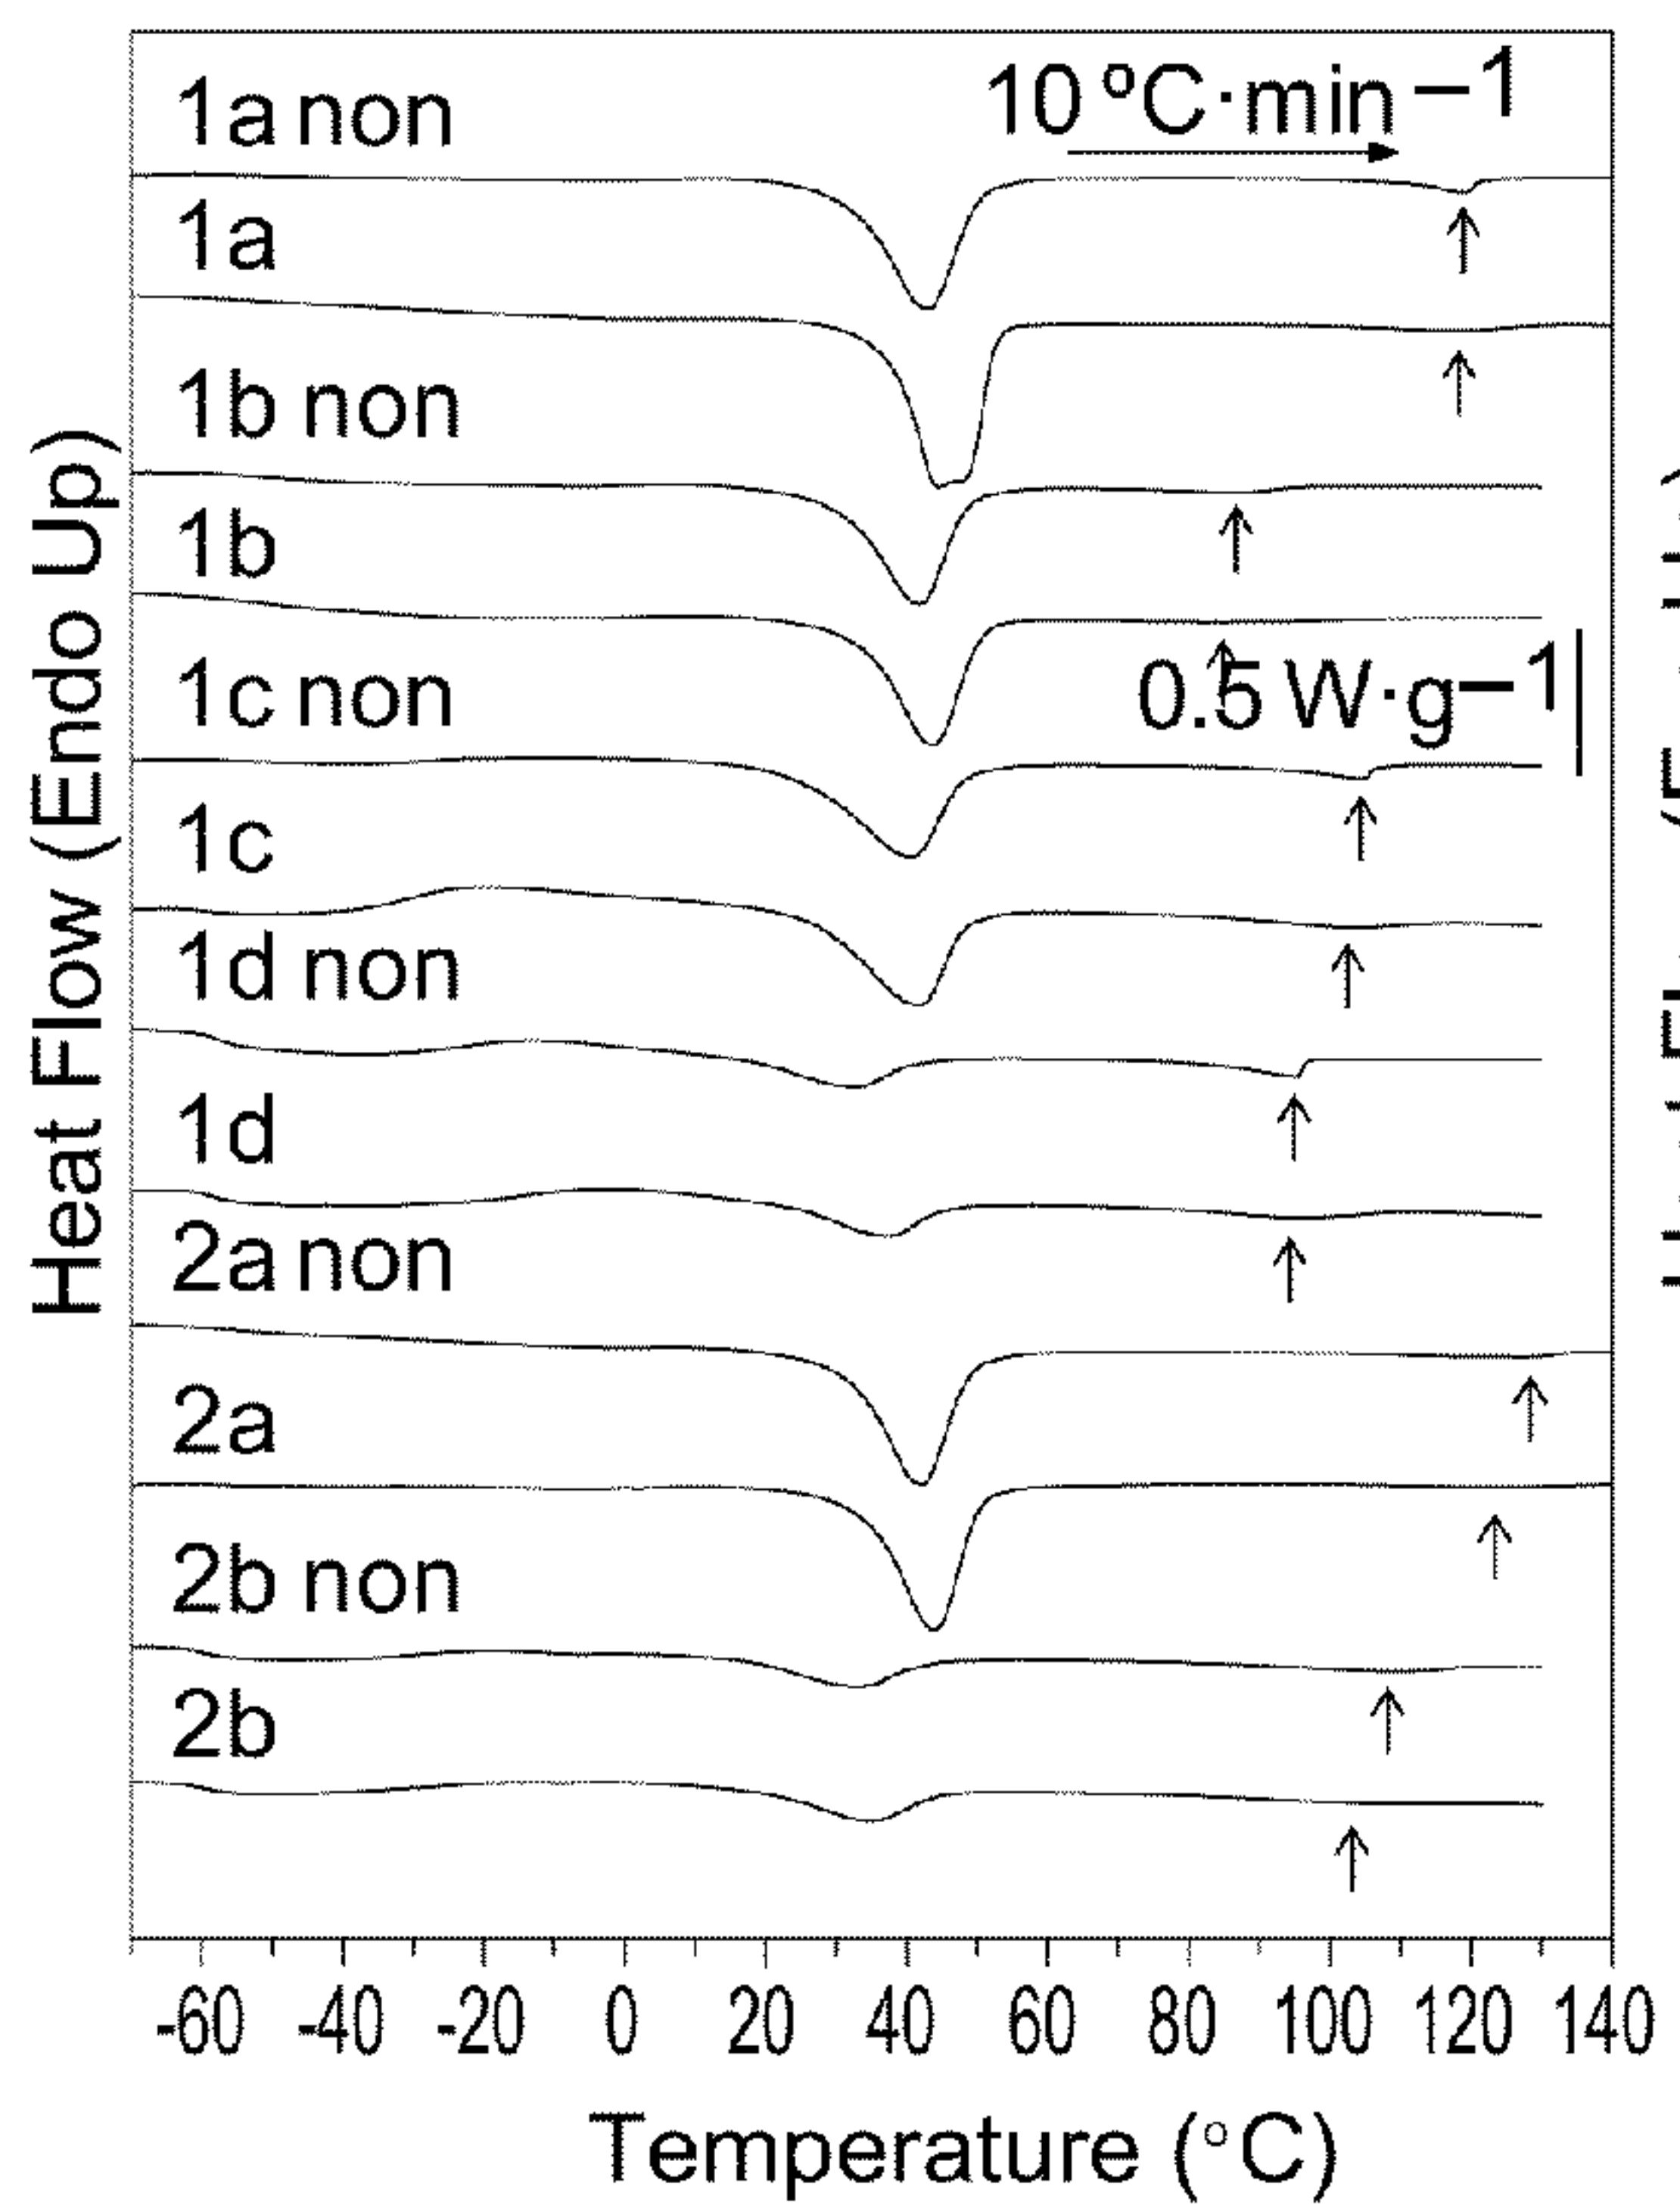 1a non
10 °C·min–1
1a
1b non
1b
1c non
0.5 W·g–1
1c
1d non
1d
2a non
2a
2b non
2b
Heat Flow (Endo Up)
-60 -40 -20 0 20 40 60 80 100 120 140
Temperature (°C)